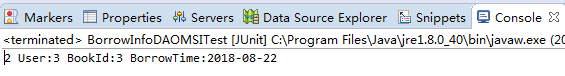 Markers Properties Servers Data Source Explorer Snippets Console
<terminated> BorrowInfoDAOMSITest [JUnit] C:\Program Files\Java\jre1.8.0_40\bin\javaw.exe (20
2 User:3 BookId:3 BorrowTime:2018-08-22